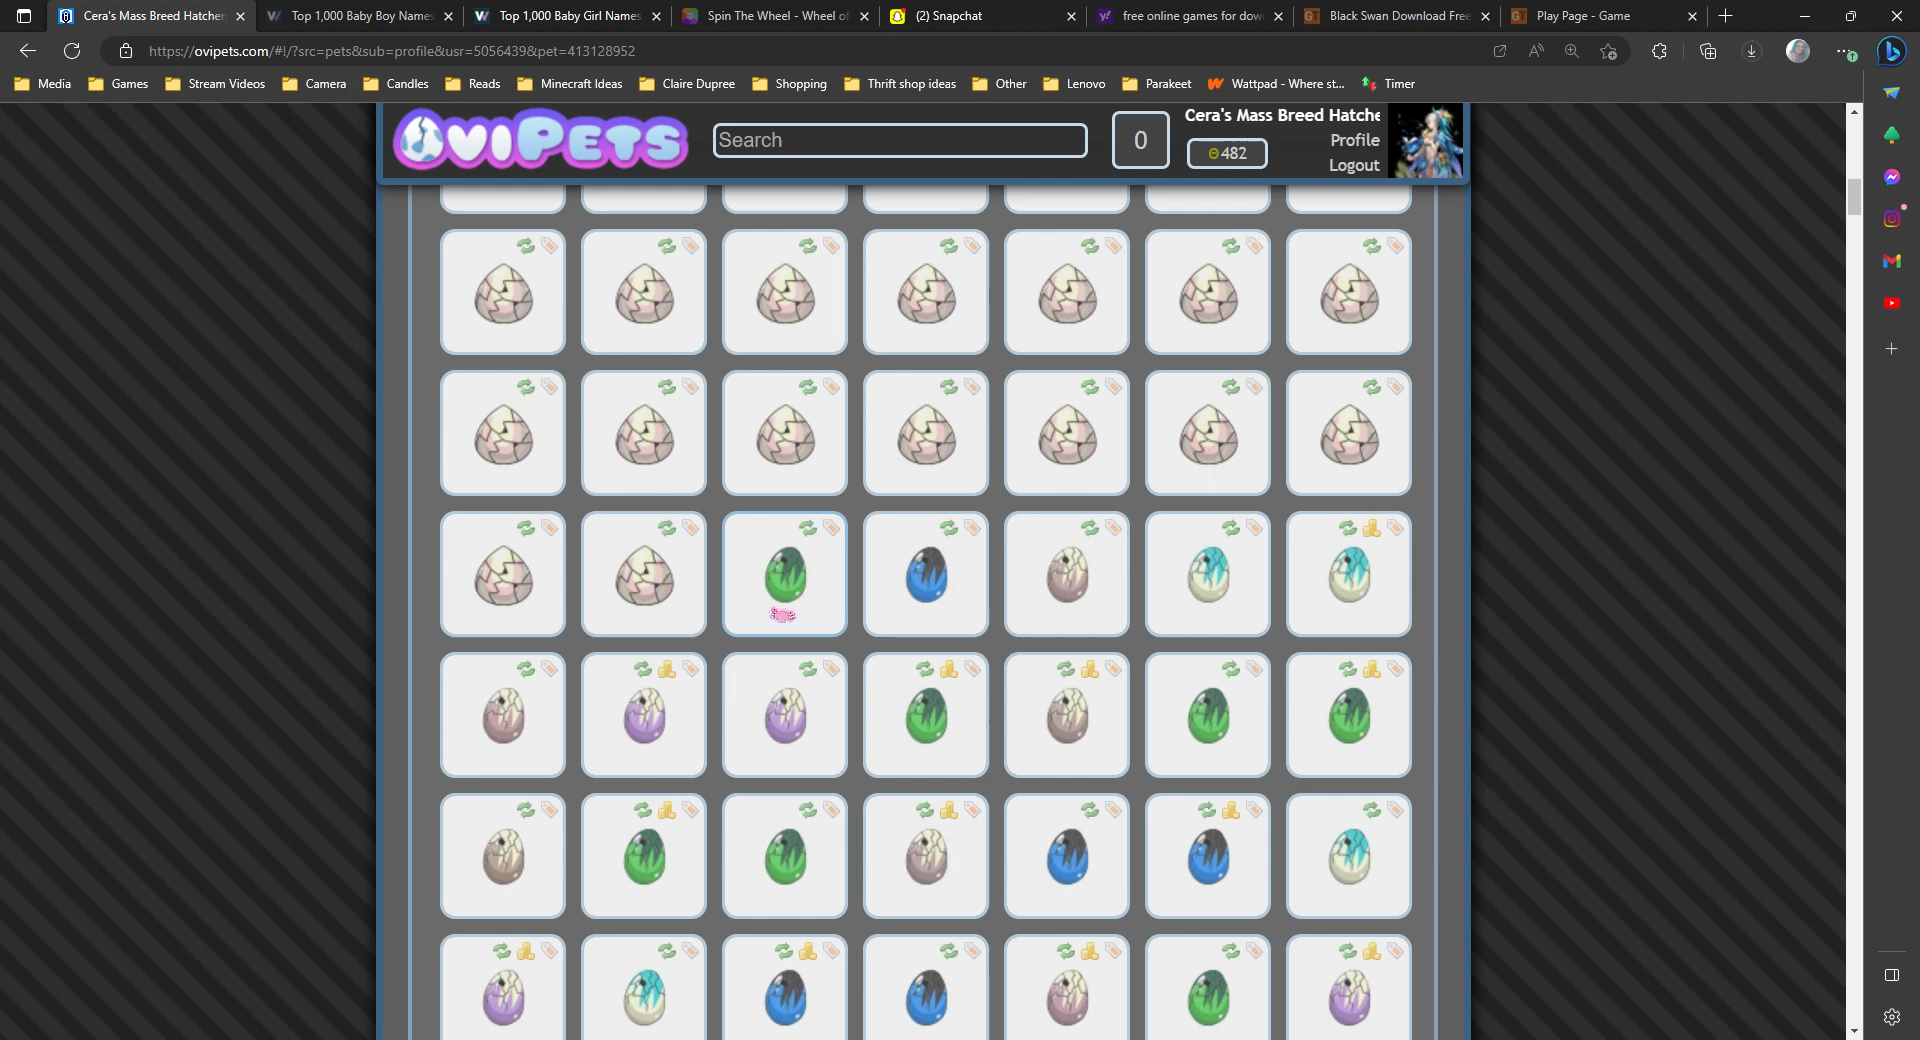 Cera's Mass Breed Hatcher
Top 1,000 Baby Boy Names
Top 1,000 Baby Girl Names
Spin The Wheel - Wheel of
(2) Snapchat
free online games for dow
Black Swan Download Free
Play Page - Game
https://ovipets.com/#!/?src=pets&sub=profile&usr=5056439&pet=413128952
Media
Games
Stream Videos
Camera
Candles
Reads
Minecraft Ideas
Claire Dupree
Shopping
Thrift shop ideas
Other
Lenovo
Parakeet
Wattpad - Where st...
Timer
OviPets
Search
0
Cera's Mass Breed Hatche
482
Profile
Logout